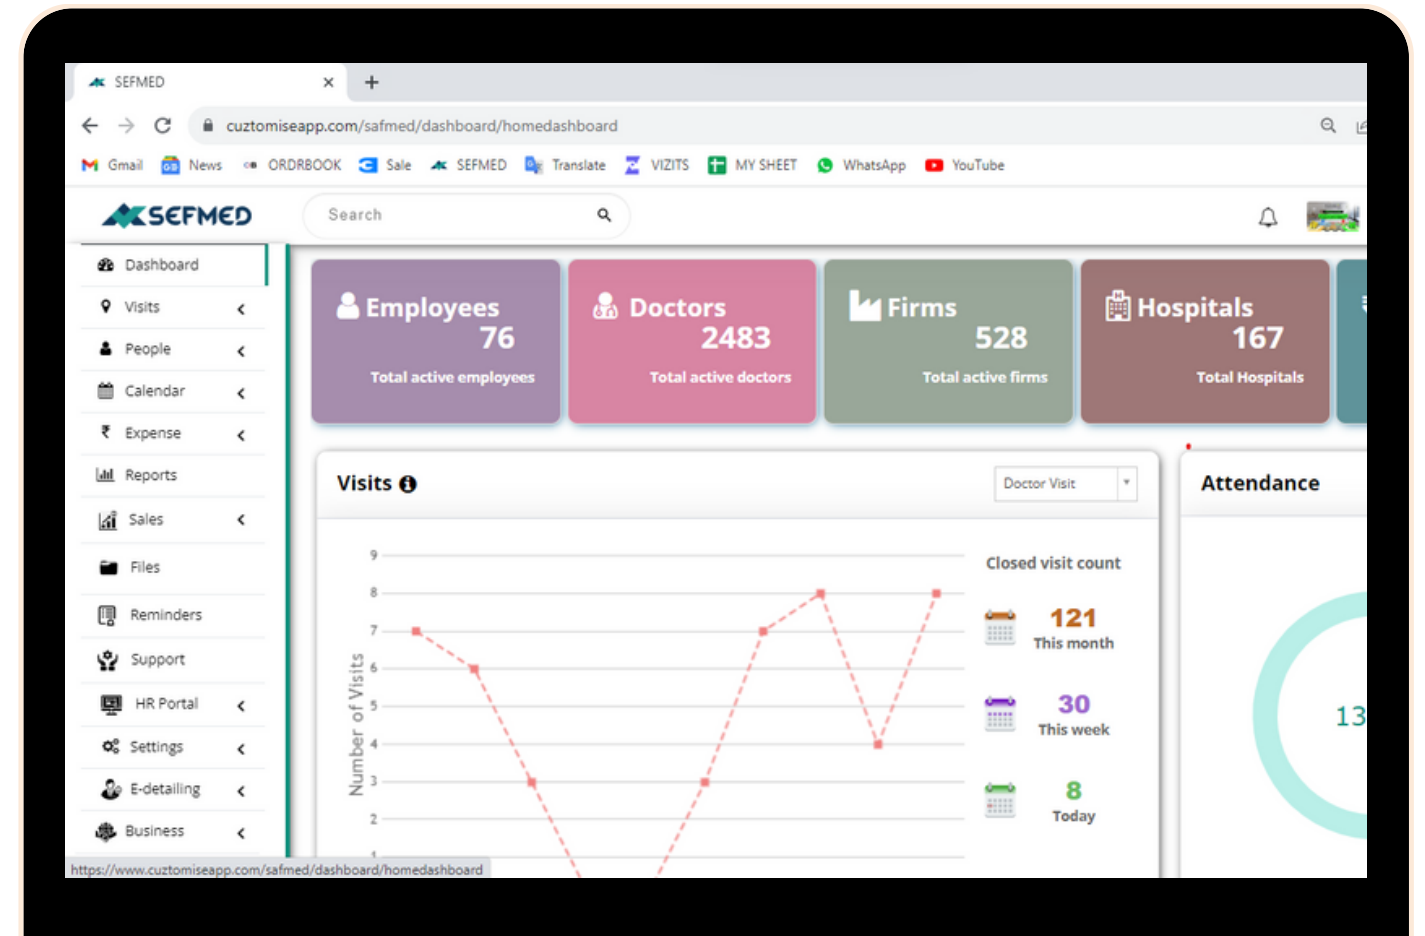 SEFMED
cuztomiseapp.com/safmed/dashboard/homedashboard
Gmail News ORDRBOOK Sale SEFMED Translate VIZITS MY SHEET WhatsApp YouTube
SEFMED
Search
Dashboard
Visits
People
Calendar
Expense
Reports
Sales
Files
Reminders
Support
HR Portal
Settings
E-detailing
Business
Employees
76
Total active employees
Doctors
2483
Total active doctors
Firms
528
Total active firms
Hospitals
167
Total Hospitals
Visits
Doctor Visit
Number of Visits
9
8
7
6
5
4
3
2
1
Closed visit count
121
This month
30
This week
8
Today
Attendance
13
https://www.cuztomiseapp.com/safmed/dashboard/homedashboard